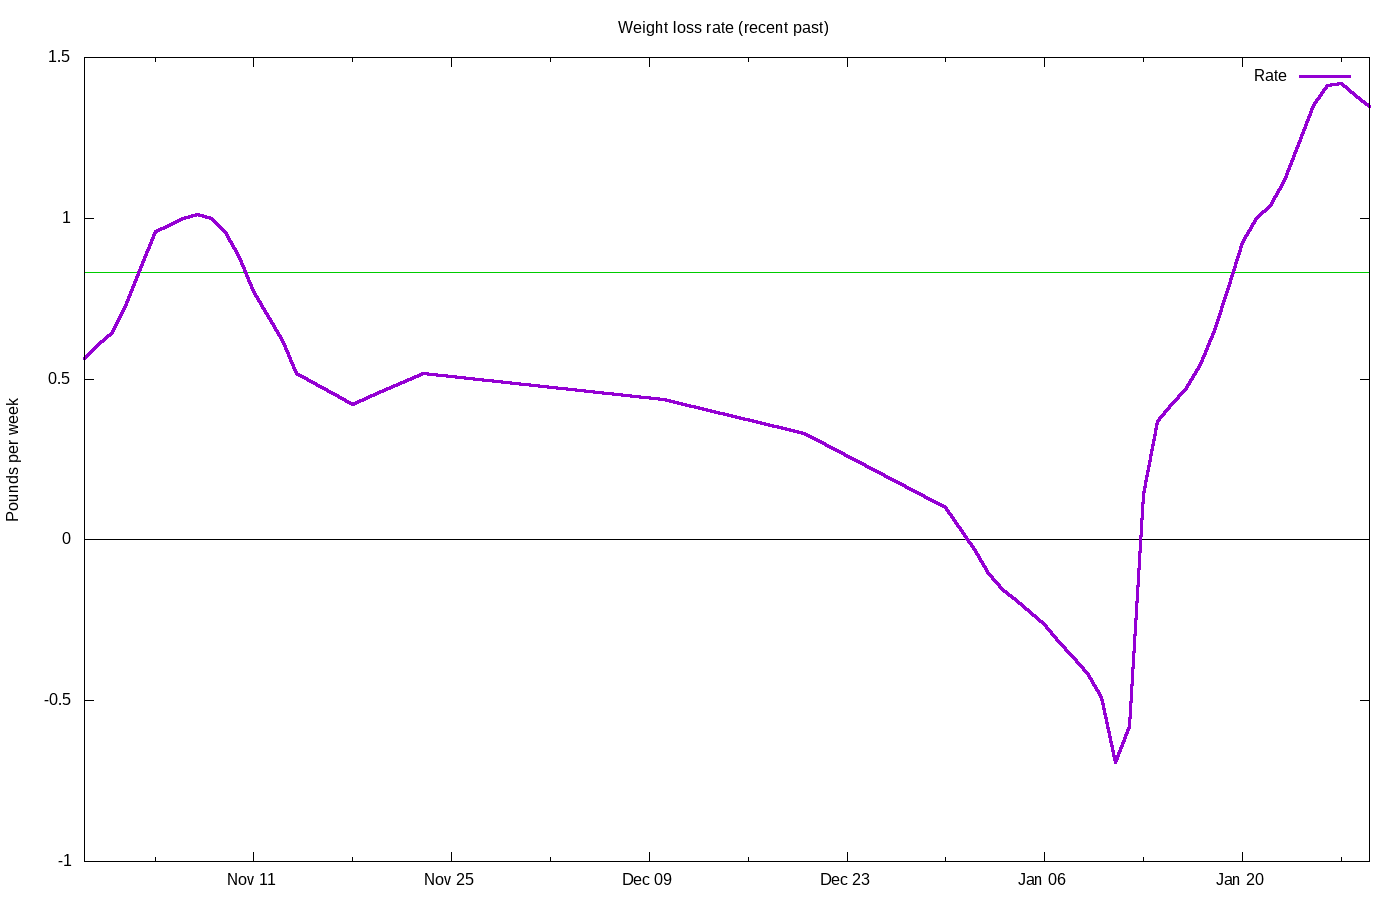 Weight loss rate (recent past)
Rate
Pounds per week
1.5
1
0.5
0
-0.5
-1
Nov 11
Nov 25
Dec 09
Dec 23
Jan 06
Jan 20